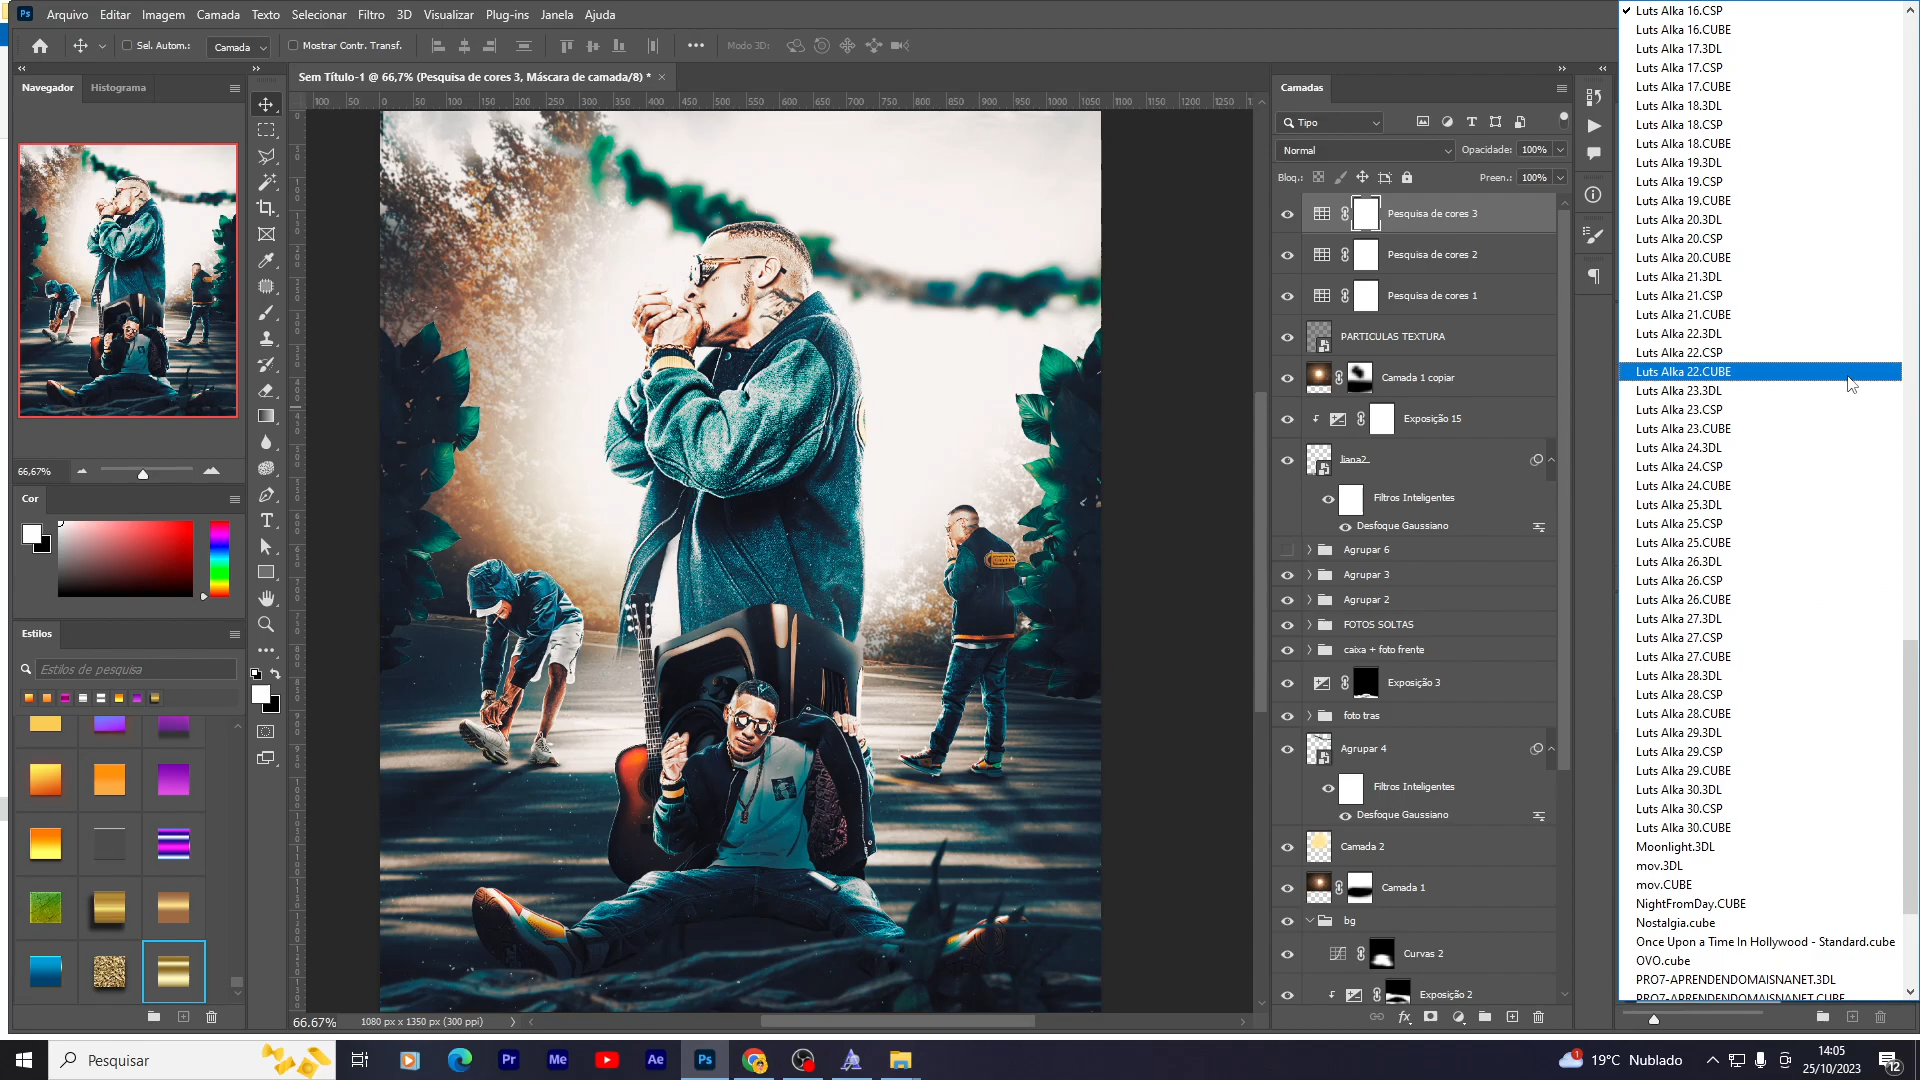 Arquivo Editar Imagem Camada Texto Selecionar Filtro 3D Visualizar Plug-ins Janela Ajuda
Sel. Autom.: Camada Mostrar Contr. Transf. Modo 3D:
Navegador Histograma
Sem Título-1 @ 66,7% (Pesquisa de cores 3, Máscara de camada/8) *
66,67%
Cor
Estilos
Estilos de pesquisa
66,67% 1080 px x 1350 px (300 ppi)
Camadas
Tipo
Normal Opacidade: 100%
Bloq.: Preen.: 100%
Pesquisa de cores 3
Pesquisa de cores 2
Pesquisa de cores 1
PARTICULAS TEXTURA
Camada 1 copiar
Exposição 15
liana2
Filtros Inteligentes
Desfoque Gaussiano
Agrupar 6
Agrupar 3
Agrupar 2
FOTOS SOLTAS
caixa + foto frente
Exposição 3
foto tras
Agrupar 4
Filtros Inteligentes
Desfoque Gaussiano
Camada 2
Camada 1
bg
Curvas 2
Exposição 2
Luts Alka 16.CSP
Luts Alka 16.CUBE
Luts Alka 17.3DL
Luts Alka 17.CSP
Luts Alka 17.CUBE
Luts Alka 18.3DL
Luts Alka 18.CSP
Luts Alka 18.CUBE
Luts Alka 19.3DL
Luts Alka 19.CSP
Luts Alka 19.CUBE
Luts Alka 20.3DL
Luts Alka 20.CSP
Luts Alka 20.CUBE
Luts Alka 21.3DL
Luts Alka 21.CSP
Luts Alka 21.CUBE
Luts Alka 22.3DL
Luts Alka 22.CSP
Luts Alka 22.CUBE
Luts Alka 23.3DL
Luts Alka 23.CSP
Luts Alka 23.CUBE
Luts Alka 24.3DL
Luts Alka 24.CSP
Luts Alka 24.CUBE
Luts Alka 25.3DL
Luts Alka 25.CSP
Luts Alka 25.CUBE
Luts Alka 26.3DL
Luts Alka 26.CSP
Luts Alka 26.CUBE
Luts Alka 27.3DL
Luts Alka 27.CSP
Luts Alka 27.CUBE
Luts Alka 28.3DL
Luts Alka 28.CSP
Luts Alka 28.CUBE
Luts Alka 29.3DL
Luts Alka 29.CSP
Luts Alka 29.CUBE
Luts Alka 30.3DL
Luts Alka 30.CSP
Luts Alka 30.CUBE
Moonlight.3DL
mov.3DL
mov.CUBE
NightFromDay.CUBE
Nostalgia.cube
Once Upon a Time In Hollywood - Standard.cube
OVO.cube
PRO7-APRENDENDOMAISNANET.3DL
PRO7-APRENDENDOMAISNANET.CUBE
Pesquisar
Pr Me Ae Ps
19°C Nublado
14:05
25/10/2023